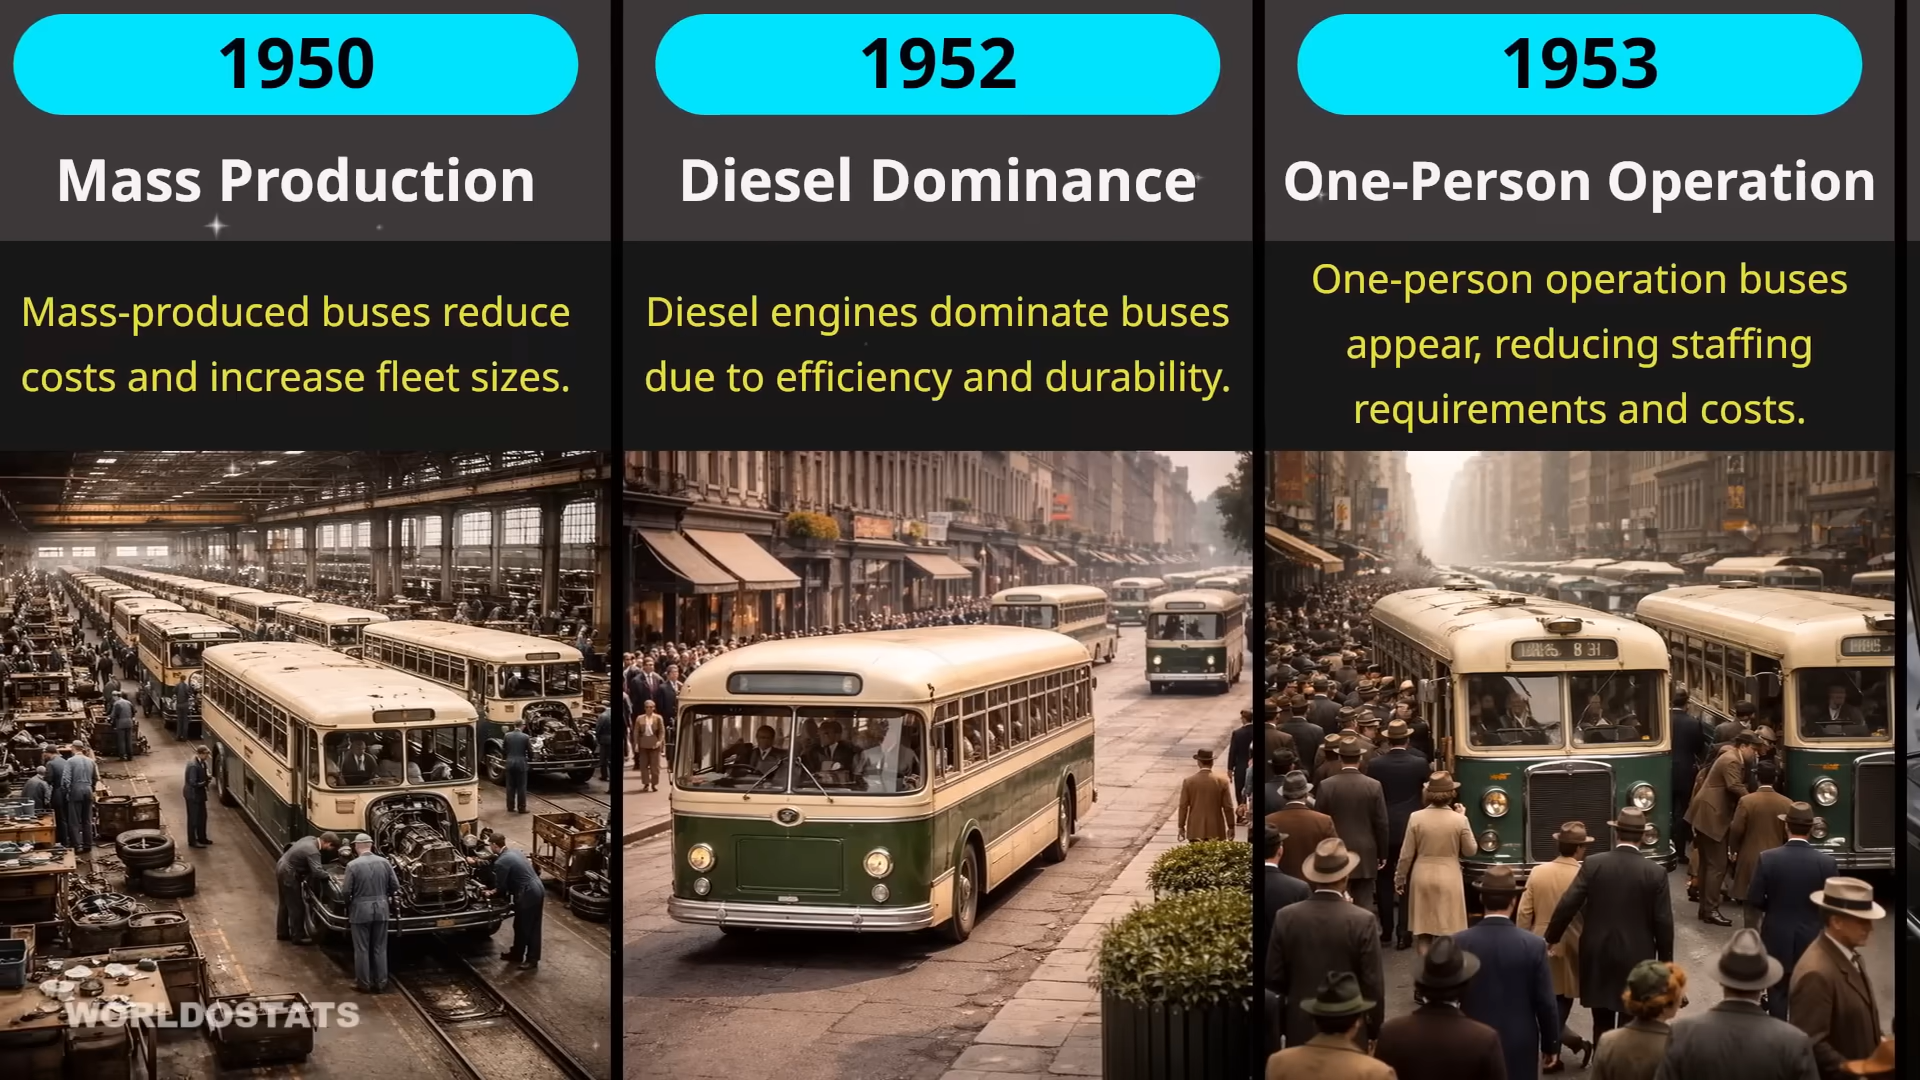 1950
Mass Production
Mass-produced buses reduce
costs and increase fleet sizes.
WORLDOSTATS
1952
Diesel Dominance
Diesel engines dominate buses
due to efficiency and durability.
1953
One-Person Operation
One-person operation buses
appear, reducing staffing
requirements and costs.